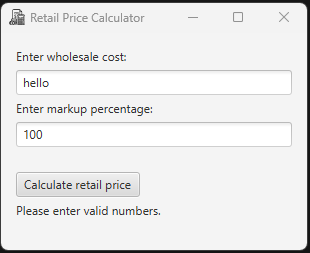 Retail Price Calculator
Enter wholesale cost:
hello
Enter markup percentage:
100
Calculate retail price
Please enter valid numbers.